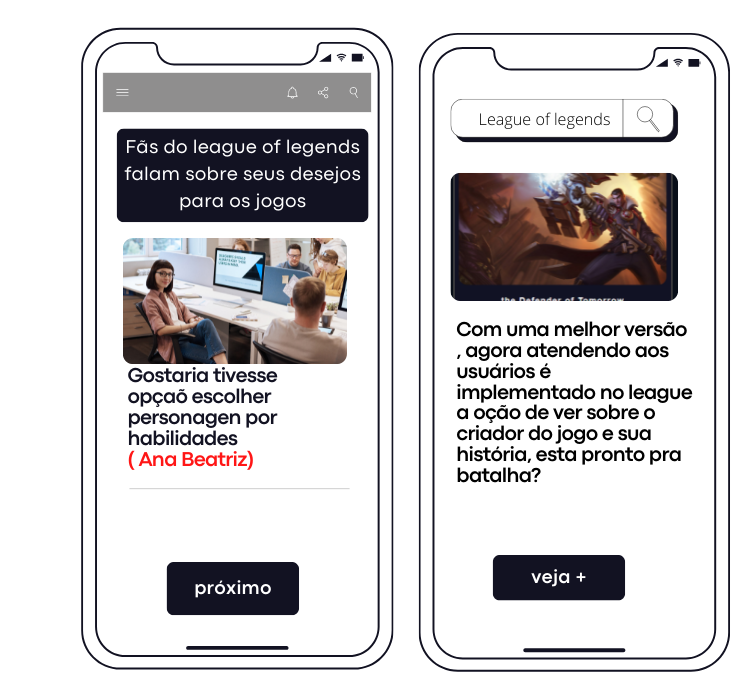 Fãs do league of legends
falam sobre seus desejos
para os jogos
Gostaria tivesse
opçaõ escolher
personagen por
habilidades
( Ana Beatriz)
próximo
League of legends
the Defender of Tomorrow
Com uma melhor versão
, agora atendendo aos
usuários é
implementado no league
a oção de ver sobre o
criador do jogo e sua
história, esta pronto pra
batalha?
veja +